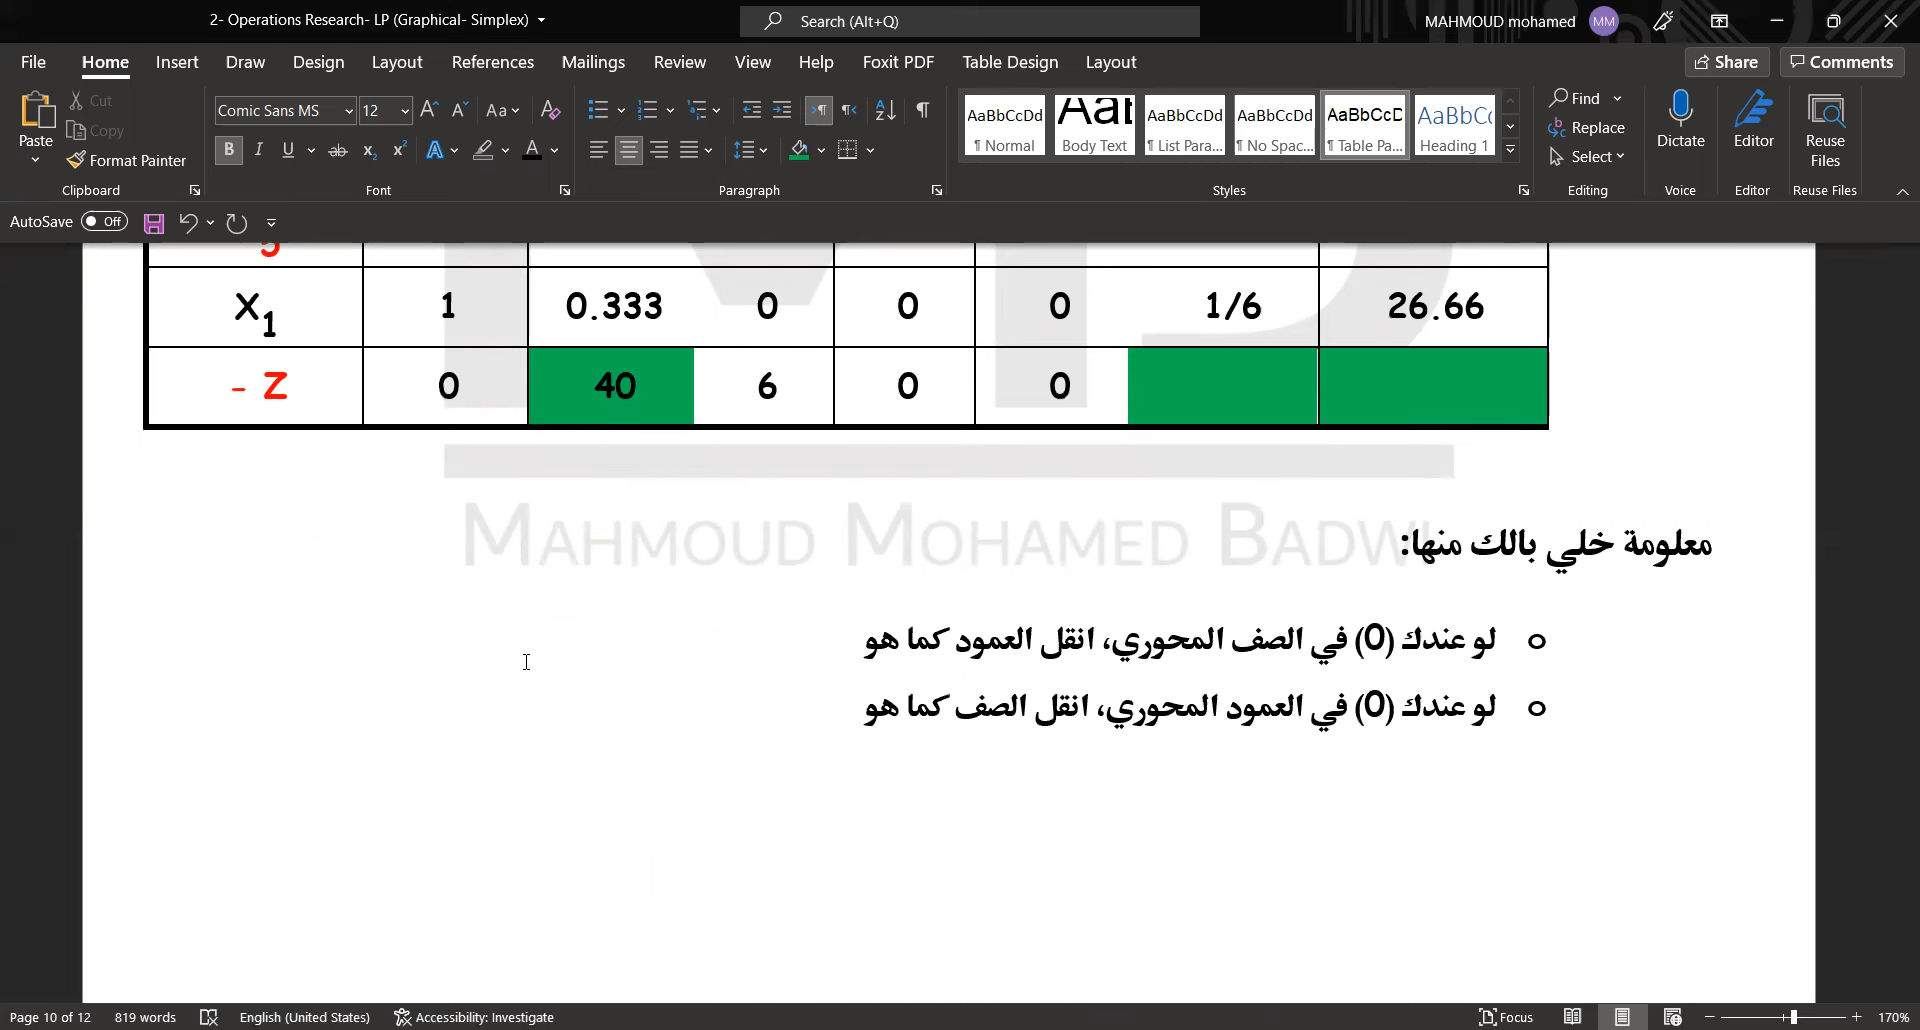 2- Operations Research- LP (Graphical- Simplex)
Search (Alt+Q)
MAHMOUD mohamed MM
File Home Insert Draw Design Layout References Mailings Review View Help Foxit PDF Table Design Layout
Share Comments
Paste
Cut
Copy
Format Painter
Clipboard
Comic Sans MS 12
Font
Paragraph
AaBbCcDd AaBbCcDd AaBbCcDd
¶ Normal Body Text ¶ List Para... ¶ No Spac... ¶ Table Pa... Heading 1
Styles
Find
Replace
Select
Editing
Dictate
Voice
Editor
Editor
Reuse Files
Reuse Files
AutoSave Off
X1 1 0.333 0 0 0 1/6 26.66
- Z 0 40 6 0 0
MAHMOUD MOHAMED BADWI
معلومة خلي بالك منها:
o لو عندك (0) في الصف المحوري، انقل العمود كما هو
o لو عندك (0) في العمود المحوري، انقل الصف كما هو
Page 10 of 12 819 words English (United States) Accessibility: Investigate
Focus 170%